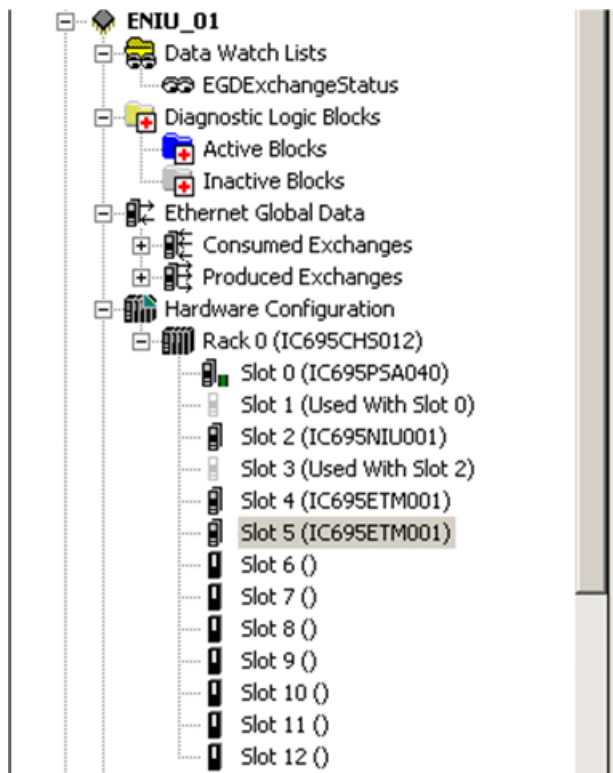 ENIU_01
Data Watch Lists
EGDExchangeStatus
Diagnostic Logic Blocks
Active Blocks
Inactive Blocks
Ethernet Global Data
Consumed Exchanges
Produced Exchanges
Hardware Configuration
Rack 0 (IC695CHS012)
Slot 0 (IC695PSA040)
Slot 1 (Used With Slot 0)
Slot 2 (IC695NIU001)
Slot 3 (Used With Slot 2)
Slot 4 (IC695ETM001)
Slot 5 (IC695ETM001)
Slot 6 ()
Slot 7 ()
Slot 8 ()
Slot 9 ()
Slot 10 ()
Slot 11 ()
Slot 12 ()